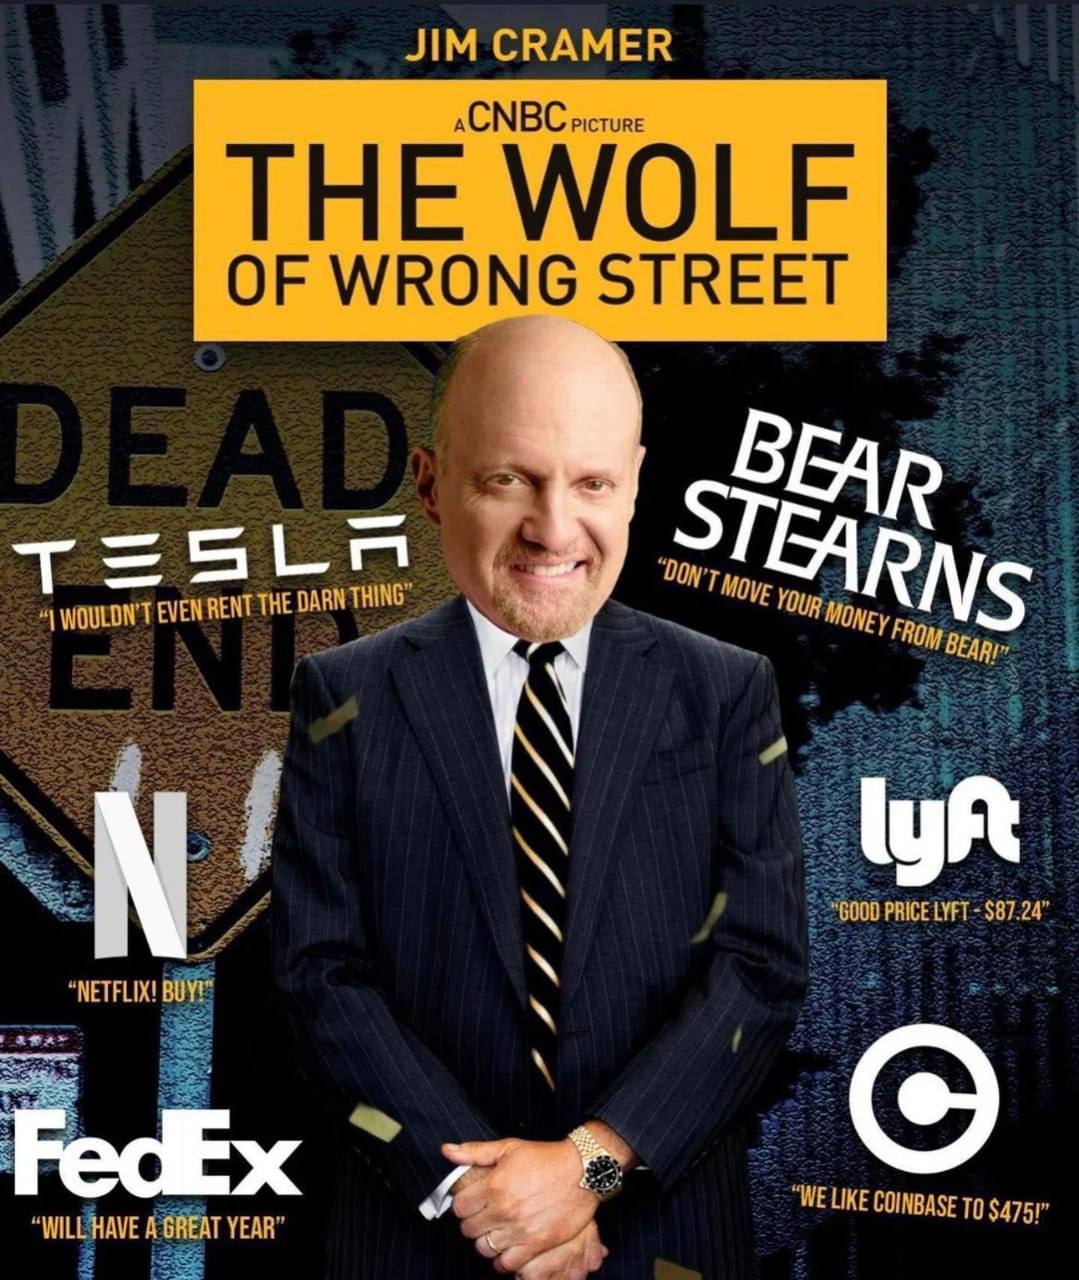 JIM CRAMER
A CNBC PICTURE
THE WOLF
OF WRONG STREET
DEAD
END
TESLA
"I WOULDN'T EVEN RENT THE DARN THING"
BEAR
STEARNS
"DON'T MOVE YOUR MONEY FROM BEAR!"
N
"NETFLIX! BUY!"
lyft
"GOOD PRICE LYFT - $87.24"
FedEx
"WILL HAVE A GREAT YEAR"
C
"WE LIKE COINBASE TO $475!"